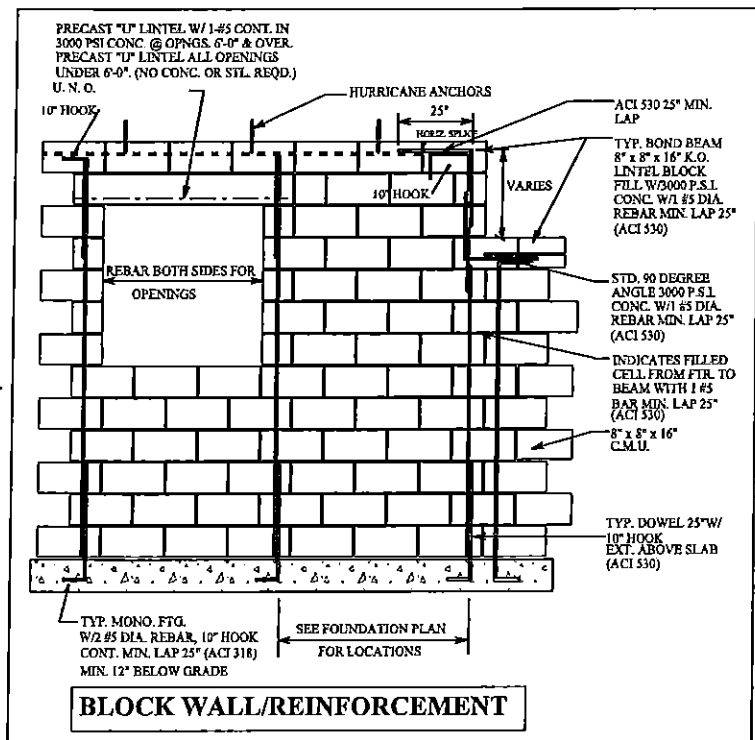 PRECAST "U" LINTEL W/ 1-#5 CONT. IN
3000 PSI CONC. @ OPNGS. 6'-0" & OVER.
PRECAST "U" LINTEL ALL OPENINGS
UNDER 6'-0". (NO CONC. OR STL. REQD.)
U. N. O.
10" HOOK
HURRICANE ANCHORS
25"
HORIZ. SPLICE
10" HOOK
VARIES
ACI 530 25" MIN.
LAP
TYP. BOND BEAM
8" x 8" x 16" K.O.
LINTEL BLOCK
FILL W/3000 P.S.I.
CONC. W/1 #5 DIA.
REBAR MIN. LAP 25"
(ACI 530)
REBAR BOTH SIDES FOR
OPENINGS
STD. 90 DEGREE
ANGLE 3000 P.S.I.
CONC. W/1 #5 DIA.
REBAR MIN. LAP 25"
(ACI 530)
INDICATES FILLED
CELL FROM FTR. TO
BEAM WITH 1 #5
BAR MIN. LAP 25"
(ACI 530)
8" x 8" x 16"
C.M.U.
TYP. DOWEL 25"W/
10" HOOK
EXT. ABOVE SLAB
(ACI 530)
TYP. MONO. FTG.
W/2 #5 DIA. REBAR, 10" HOOK
CONT. MIN. LAP 25" (ACI 318)
MIN. 12" BELOW GRADE
SEE FOUNDATION PLAN
FOR LOCATIONS
BLOCK WALL/REINFORCEMENT